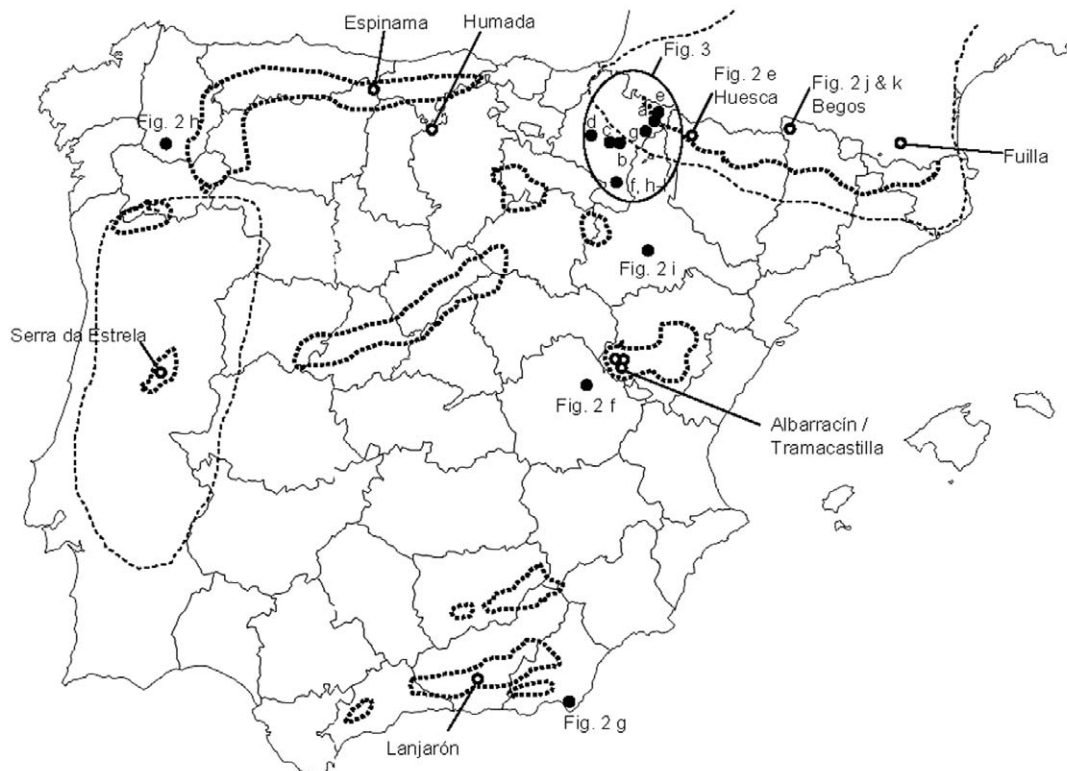 Espinama
Humada
Fig. 3
Fig. 2 e
Huesca
Fig. 2 j & k
Begos
Fig. 2 h
e
a
d
c
g
b
f, h-
Fuilla
Fig. 2 i
Serra da Estrela
Fig. 2 f
Albarracín /
Tramacastilla
Lanjarón
Fig. 2 g